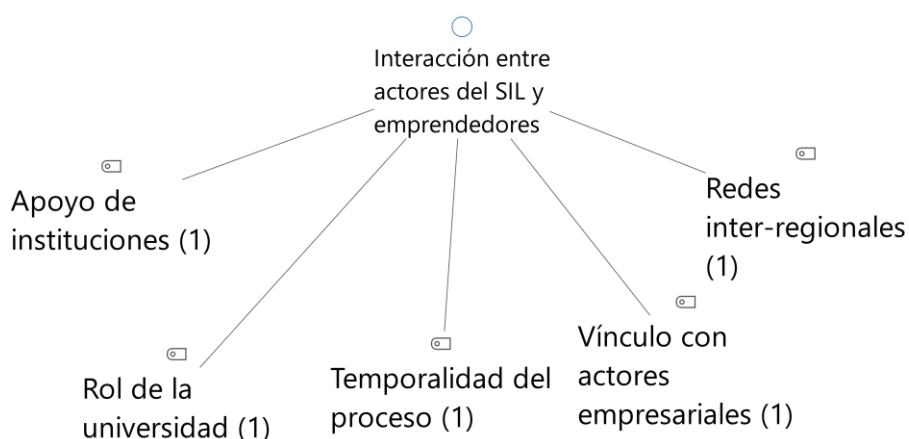 Interacción entre
actores del SIL y
emprendedores
Apoyo de
instituciones (1)
Redes
inter-regionales
(1)
Rol de la
universidad (1)
Temporalidad del
proceso (1)
Vínculo con
actores
empresariales (1)